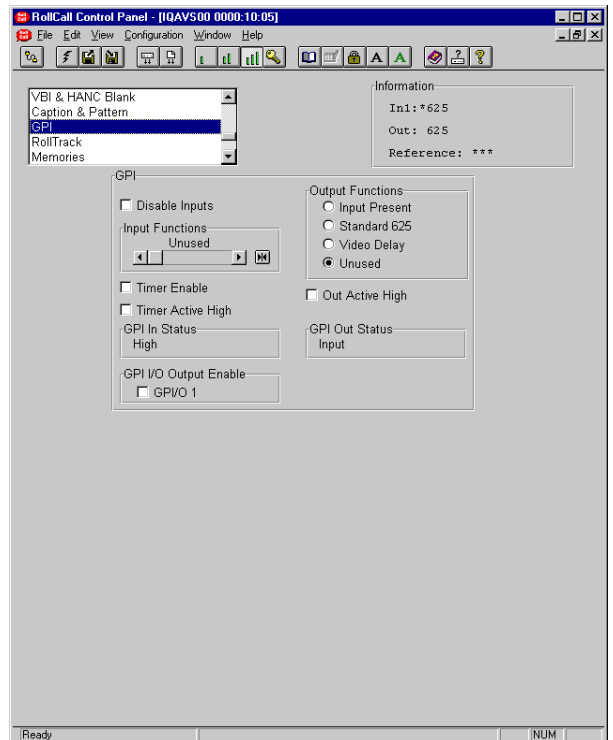 RollCall Control Panel - [IQAVS00 0000:10:05]
File Edit View Configuration Window Help
A A ? ?
VBI & HANC Blank
Caption & Pattern
GPI
RollTrack
Memories
Information
In1:*625
Out: 625
Reference: ***
GPI
Disable Inputs
Input Functions
Unused
Timer Enable
Timer Active High
GPI In Status
High
GPI I/O Output Enable
GPI/O 1
Output Functions
Input Present
Standard 625
Video Delay
Unused
Out Active High
GPI Out Status
Input
Ready
NUM